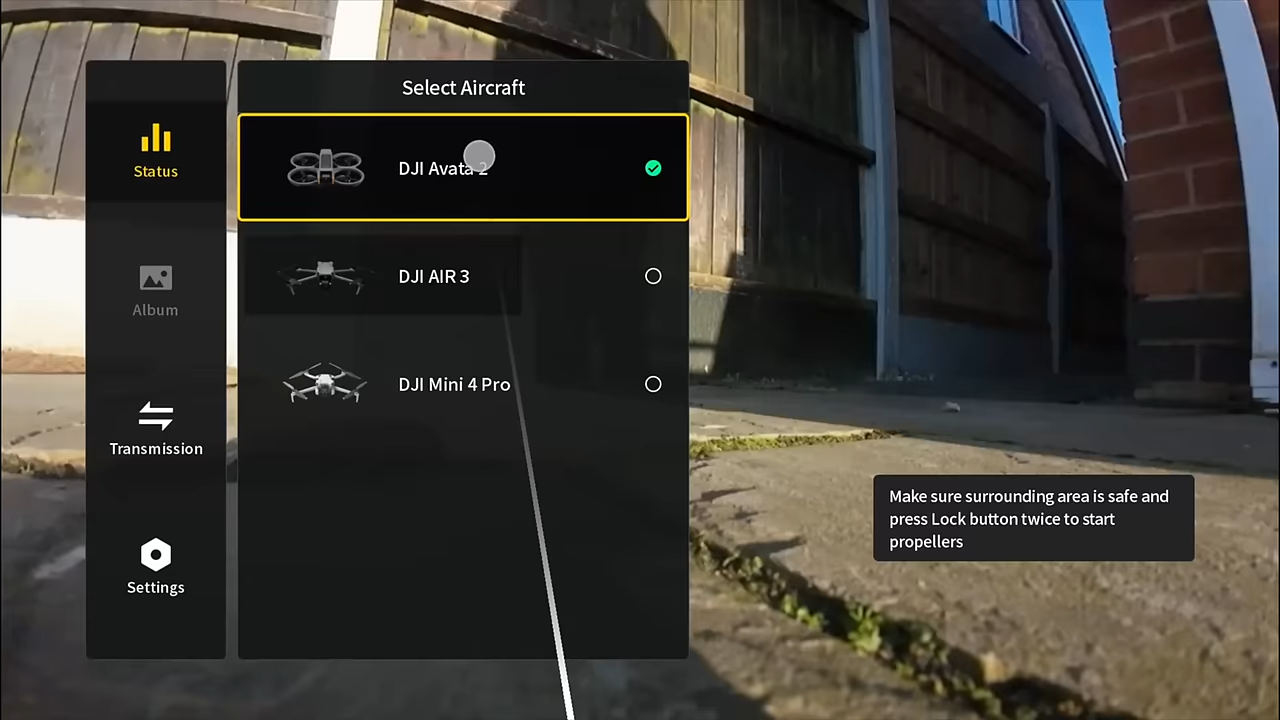 Select Aircraft
Status
DJI Avata 2
Album
DJI AIR 3
DJI Mini 4 Pro
Transmission
Settings
Make sure surrounding area is safe and
press Lock button twice to start
propellers